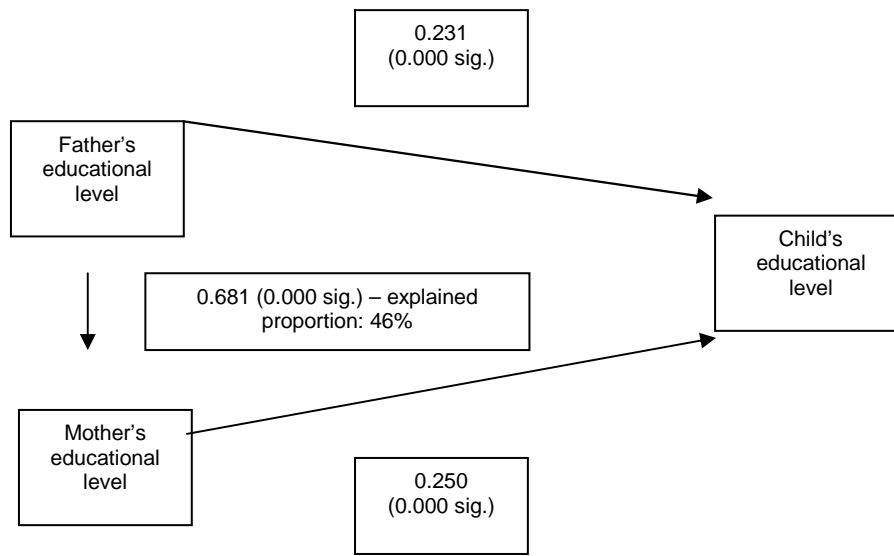 0.231
(0.000 sig.)
Father’s
educational
level
Child’s
educational
level
0.681 (0.000 sig.) – explained
proportion: 46%
Mother’s
educational
level
0.250
(0.000 sig.)